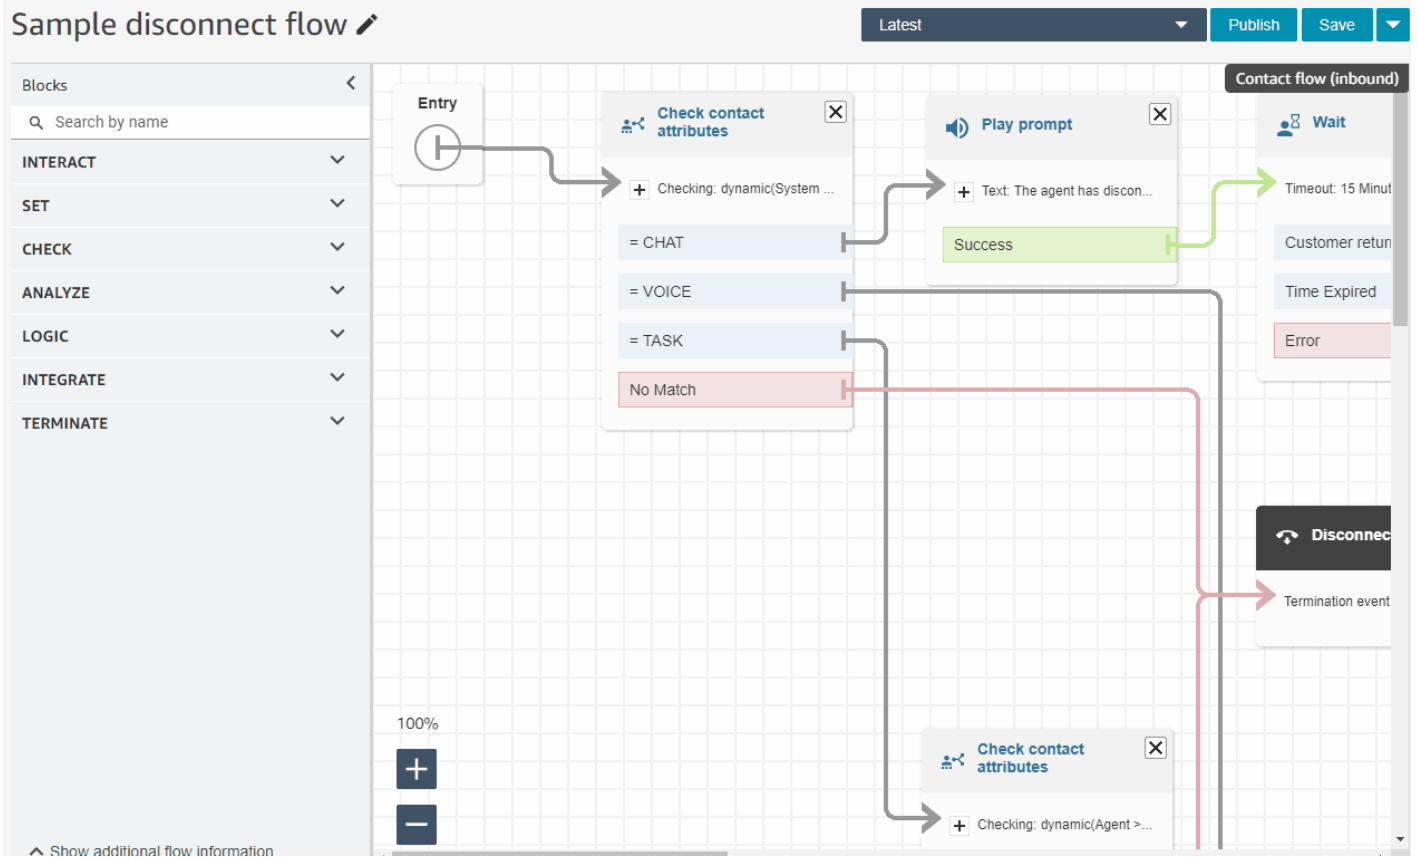 Sample disconnect flow
Latest
Publish
Save
Blocks
Search by name
INTERACT
SET
CHECK
ANALYZE
LOGIC
INTEGRATE
TERMINATE
Show additional flow information
Contact flow (inbound)
Entry
Check contact
attributes
Checking: dynamic(System ...
= CHAT
= VOICE
= TASK
No Match
Play prompt
Text: The agent has discon...
Success
Wait
Timeout: 15 Minut
Customer return
Time Expired
Error
Disconnec
Termination event
100%
Check contact
attributes
Checking: dynamic(Agent >...